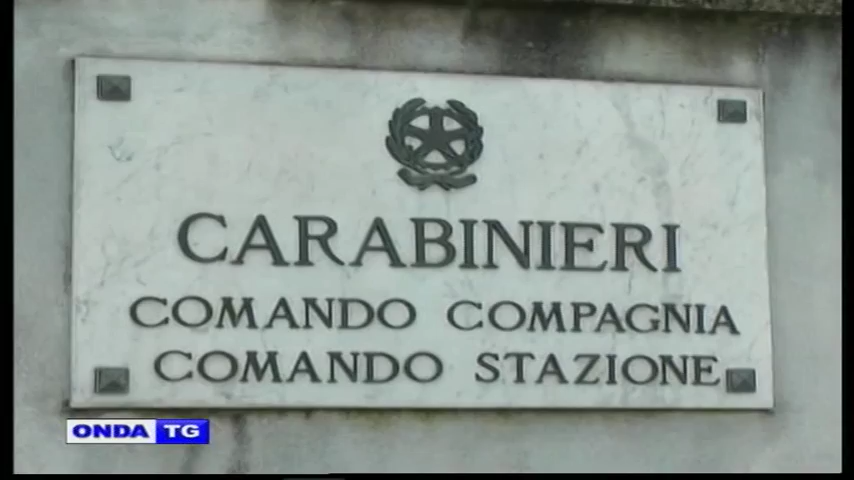 CARABINIERI
COMANDO COMPAGNIA
COMANDO STAZIONE
ONDA TG